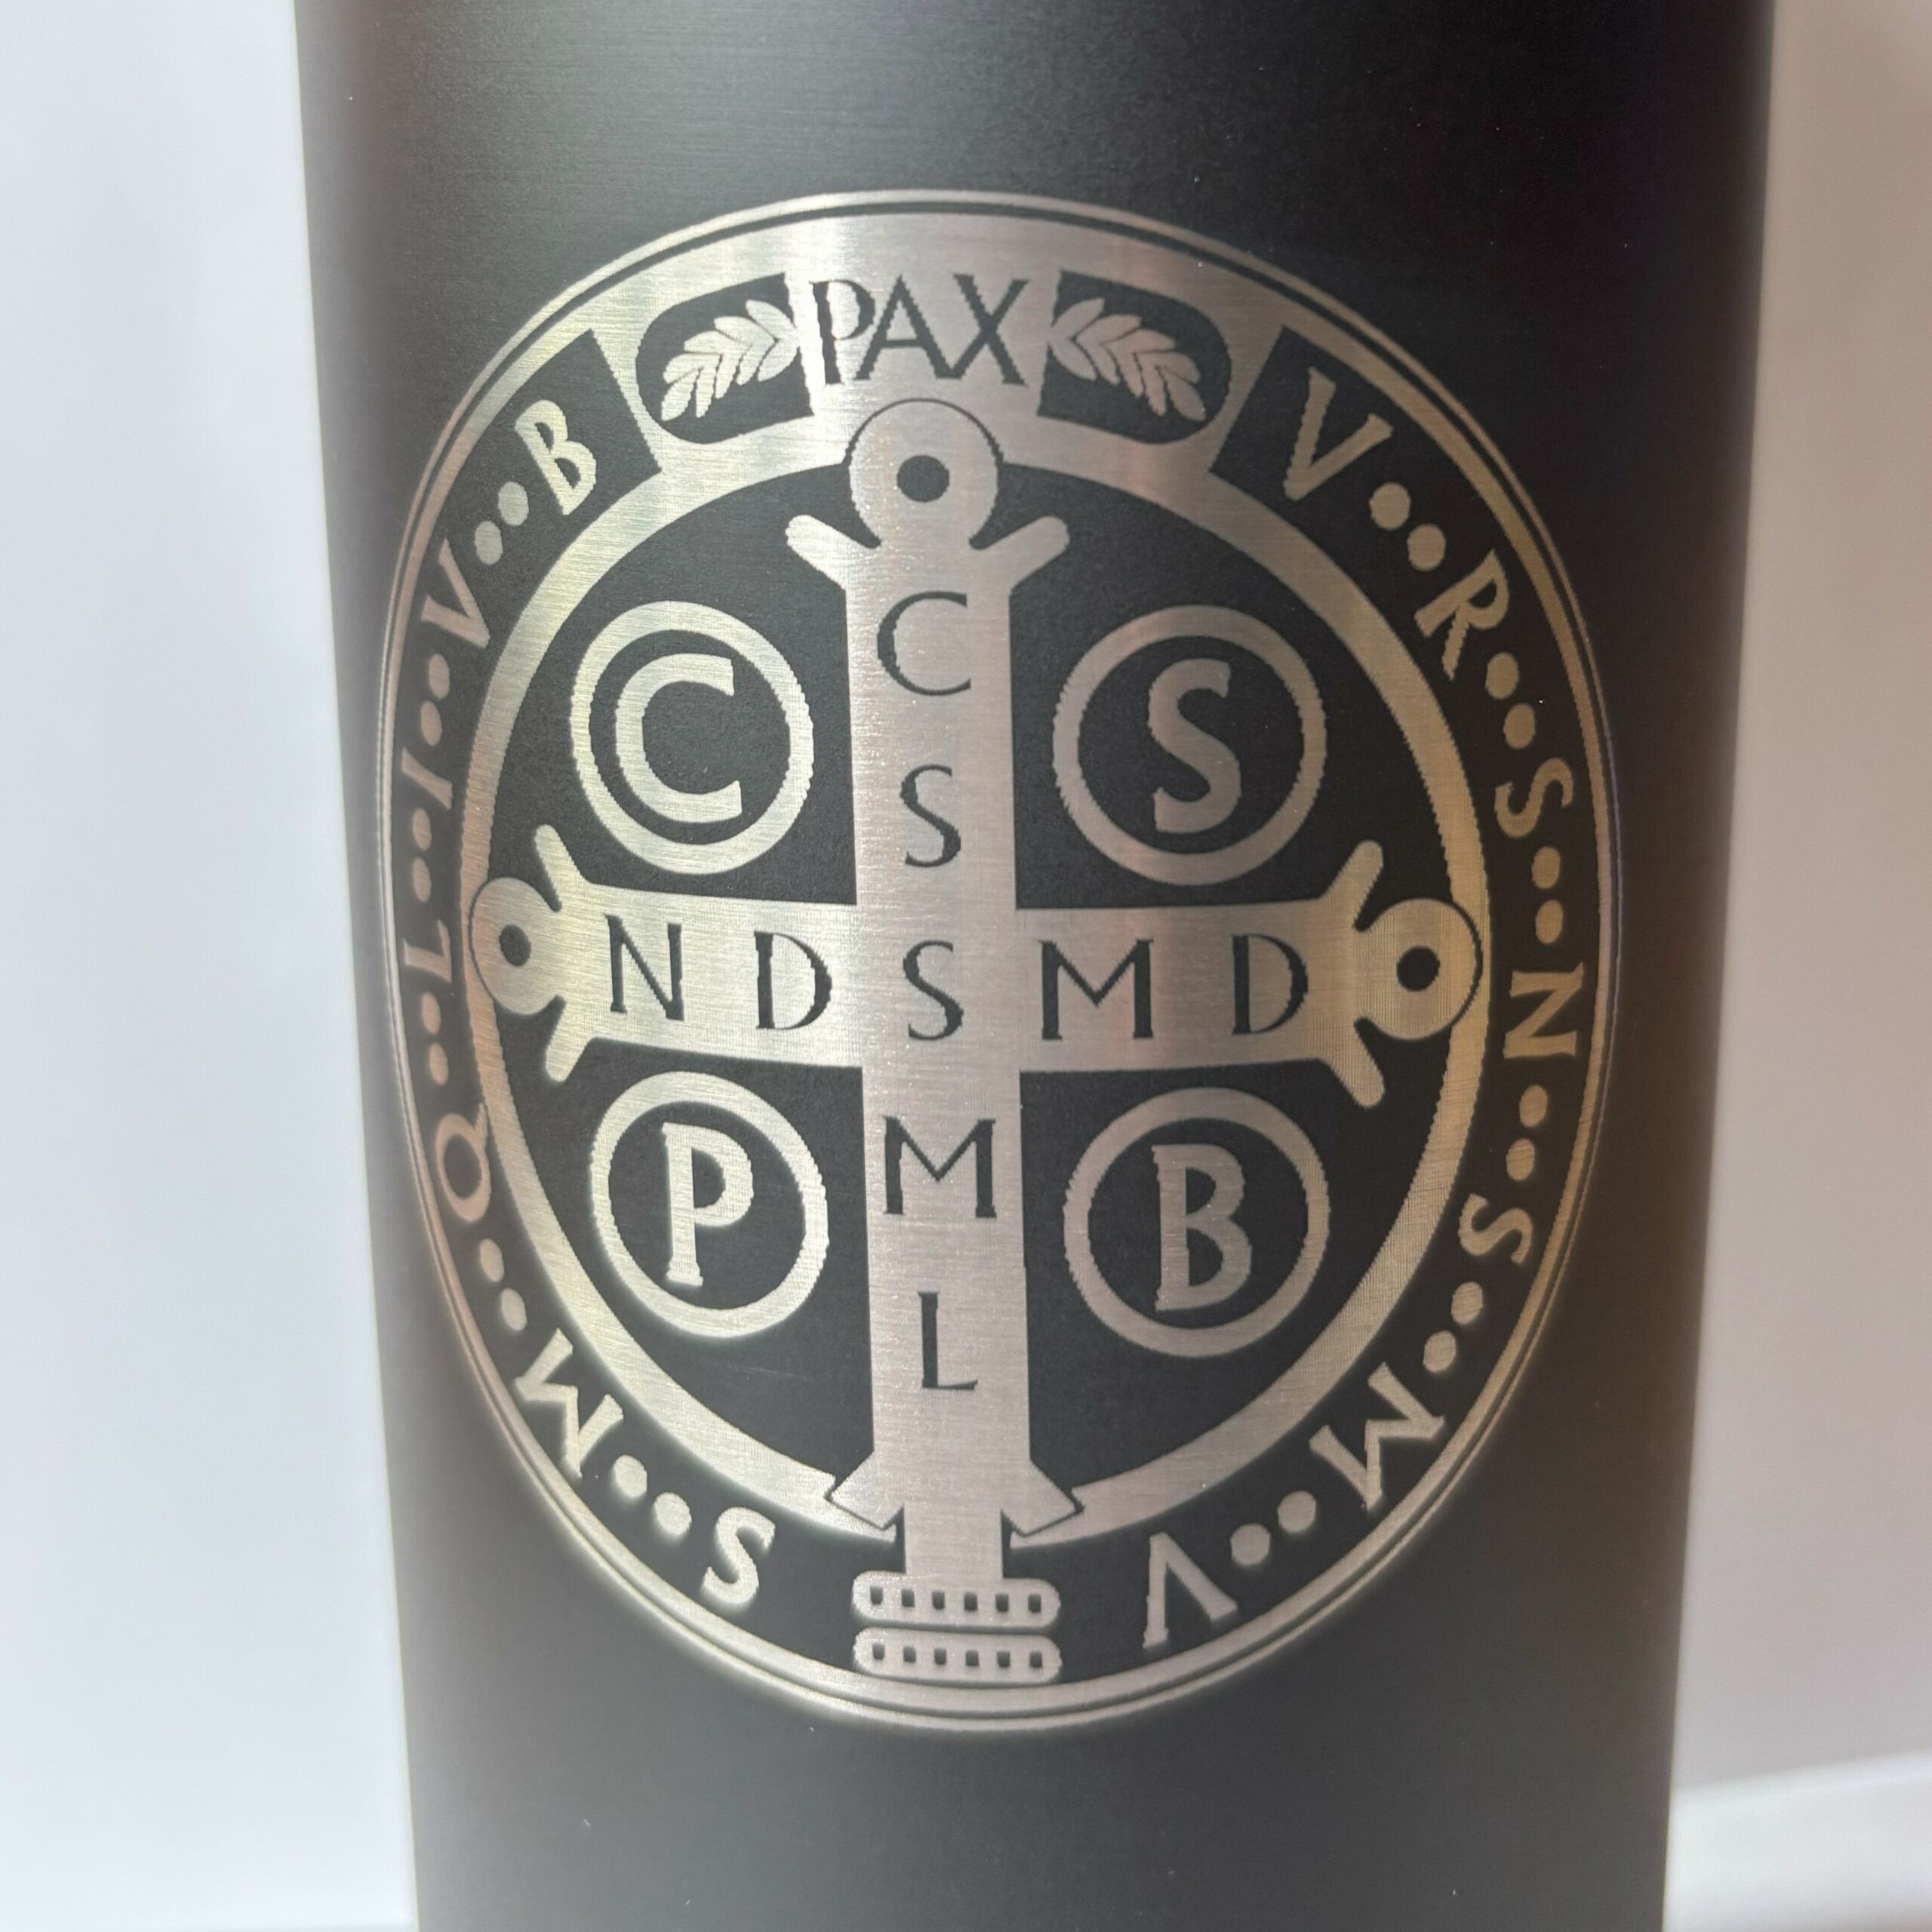 PAX
V••R••S••N••S••M••V
S••M••Q••L••I••V••B
C S
C
S
N D S M D
M
L
P B